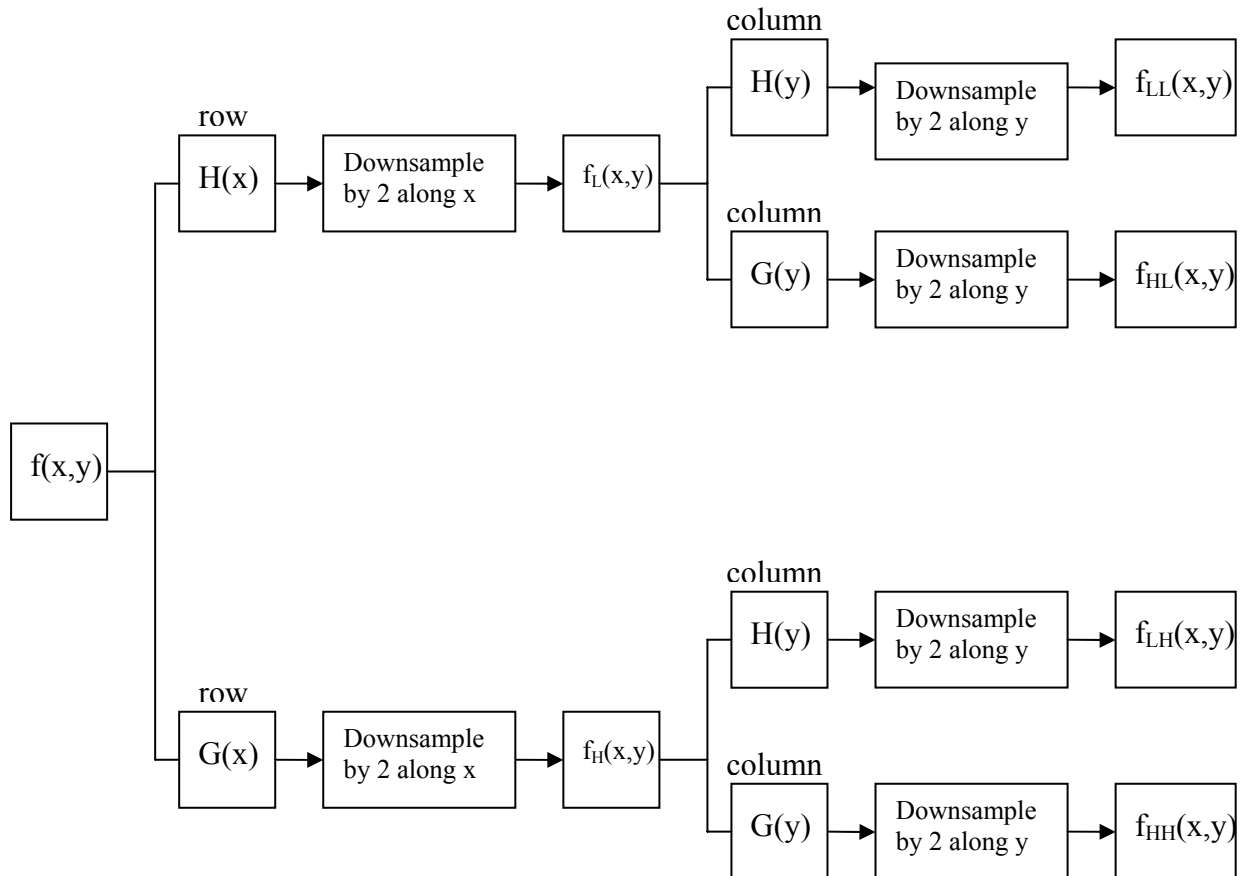 column
H(y)
Downsample
by 2 along y
f_LL(x,y)
row
H(x)
Downsample
by 2 along x
f_L(x,y)
column
G(y)
Downsample
by 2 along y
f_HL(x,y)
f(x,y)
column
H(y)
Downsample
by 2 along y
f_LH(x,y)
row
G(x)
Downsample
by 2 along x
f_H(x,y)
column
G(y)
Downsample
by 2 along y
f_HH(x,y)